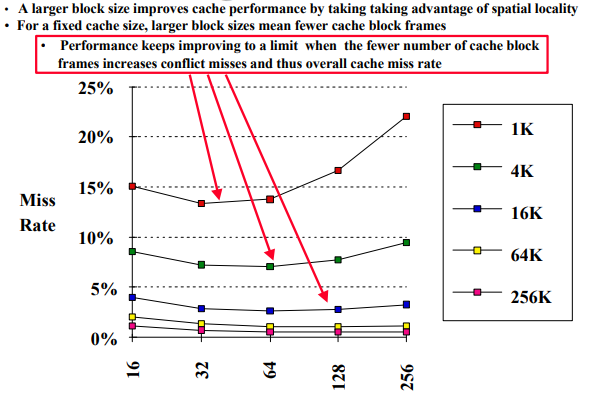 • A larger block size improves cache performance by taking taking advantage of spatial locality
• For a fixed cache size, larger block sizes mean fewer cache block frames
• Performance keeps improving to a limit when the fewer number of cache block
frames increases conflict misses and thus overall cache miss rate
25%
20%
15%
10%
5%
0%
Miss
Rate
16
32
64
128
256
1K
4K
16K
64K
256K